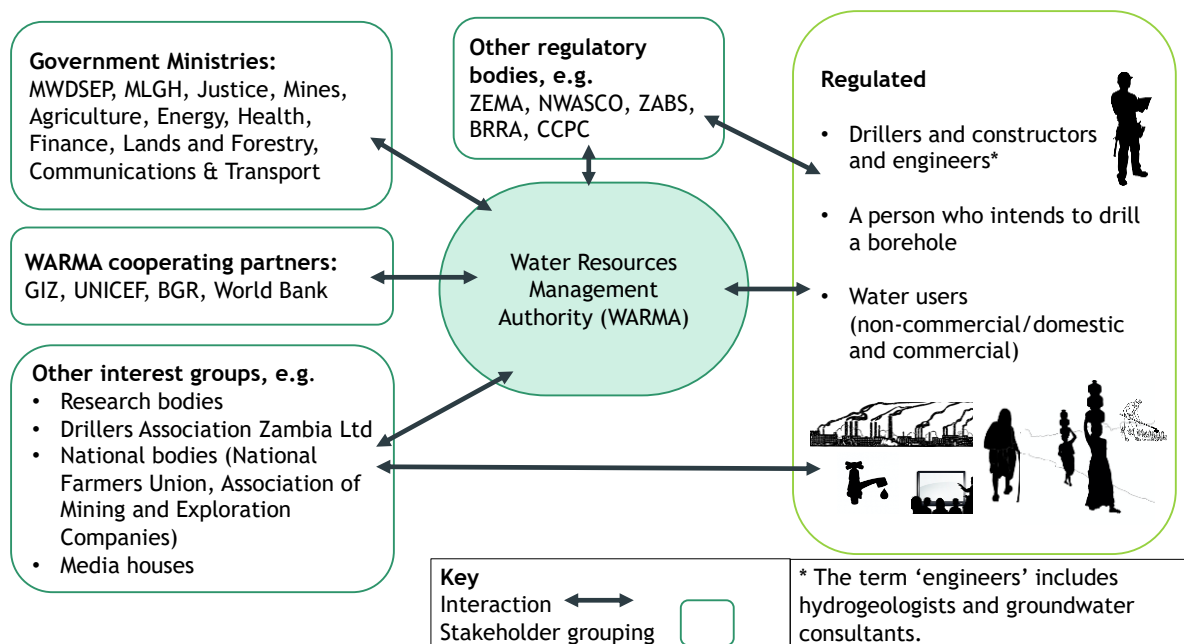 Government Ministries:
MWDSEP, MLGH, Justice, Mines,
Agriculture, Energy, Health,
Finance, Lands and Forestry,
Communications & Transport
Other regulatory
bodies, e.g.
ZEMA, NWASCO, ZABS,
BRRA, CCPC
Regulated
• Drillers and constructors
and engineers*
• A person who intends to drill
a borehole
• Water users
(non-commercial/domestic
and commercial)
WARMA cooperating partners:
GIZ, UNICEF, BGR, World Bank
Water Resources
Management
Authority (WARMA)
Other interest groups, e.g.
• Research bodies
• Drillers Association Zambia Ltd
• National bodies (National
Farmers Union, Association of
Mining and Exploration
Companies)
• Media houses
Key
Interaction
Stakeholder grouping
* The term ‘engineers’ includes
hydrogeologists and groundwater
consultants.